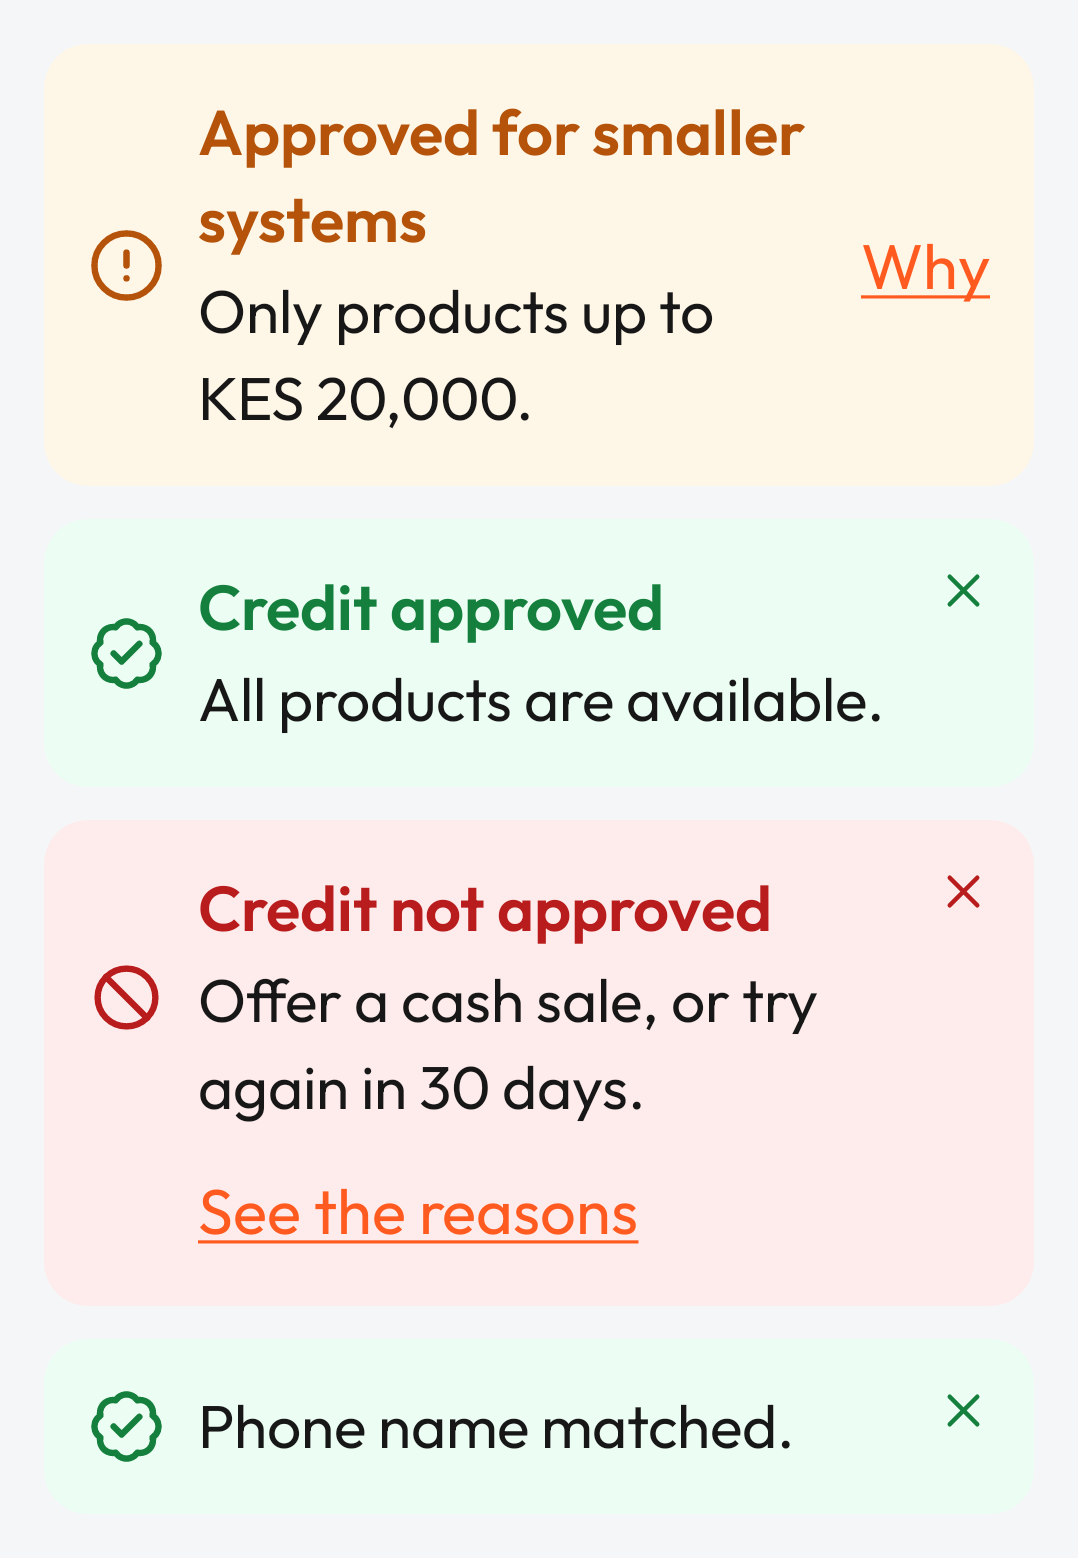 Approved for smaller
systems
Only products up to
KES 20,000.
Why
Credit approved
All products are available.
Credit not approved
Offer a cash sale, or try
again in 30 days.
See the reasons
Phone name matched.